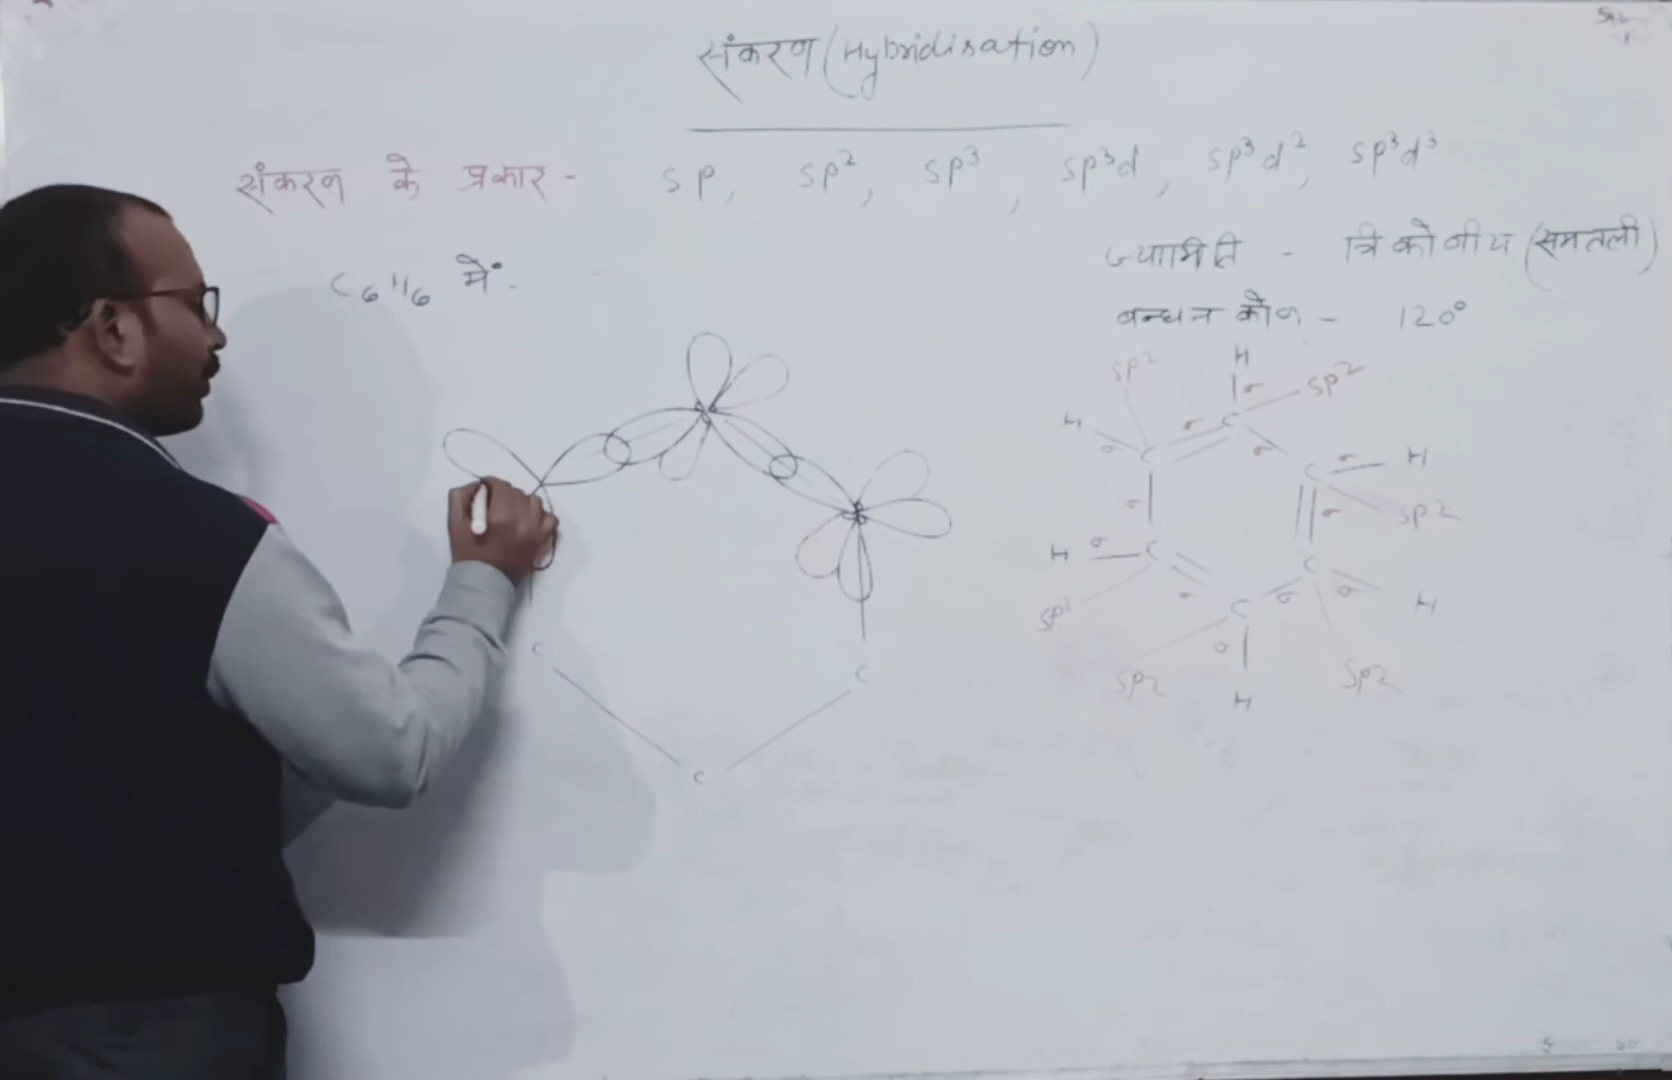 संकरण (Hybridisation)
संकरण के प्रकार - sp, sp², sp³, sp³d, sp³d², sp³d³
ज्यामिति - त्रिकोनीय (समतली)
C₆H₆ में.
बन्धन कोण - 120°
sp² H sp²
σ
H σ C σ C σ
C σ H
σ σ sp²
H σ C C
sp² σ C σ σ H
σ
sp2 H sp2
C C
C